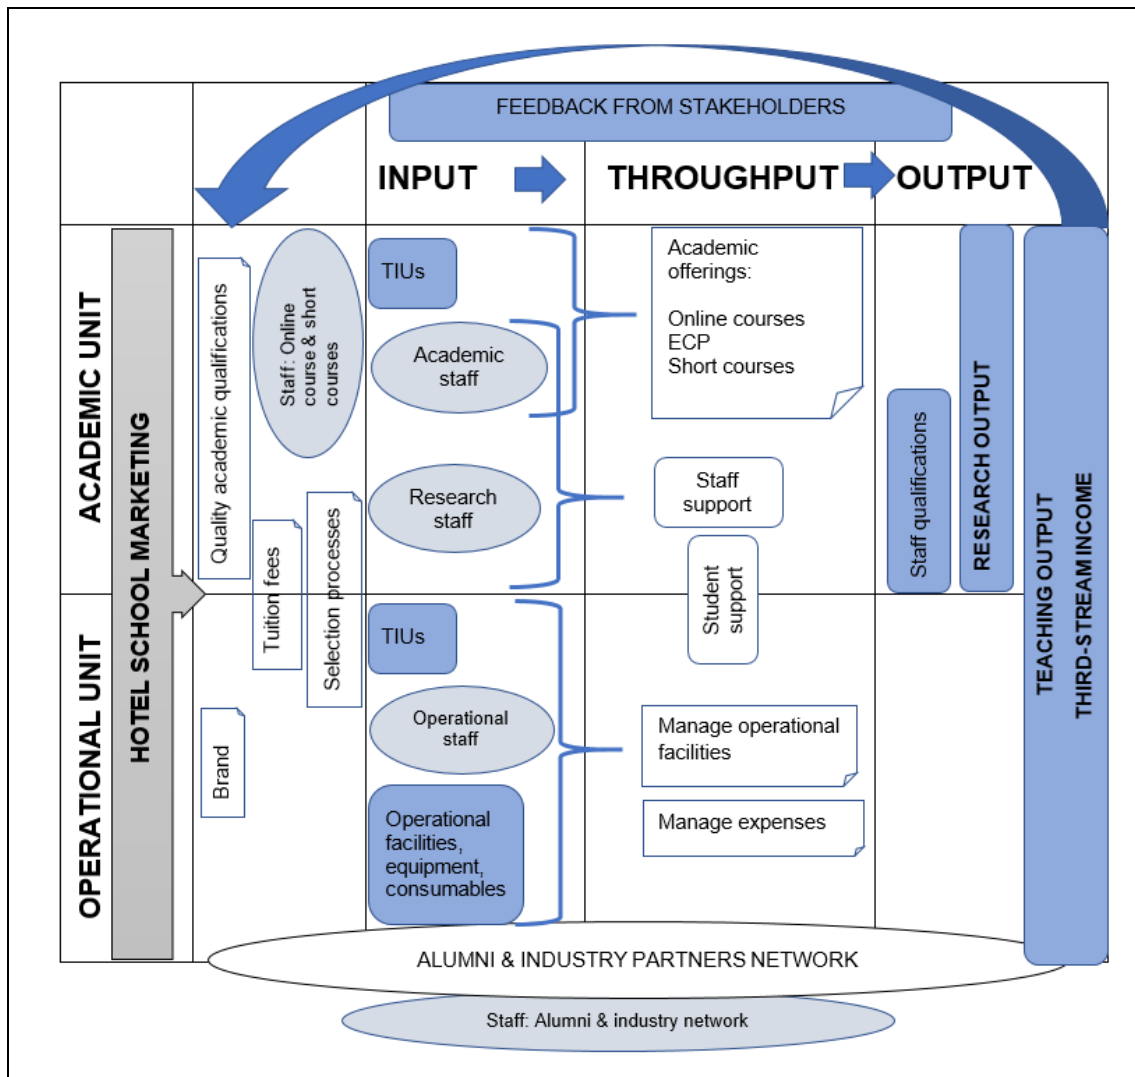 FEEDBACK FROM STAKEHOLDERS
INPUT
THROUGHPUT
OUTPUT
ACADEMIC UNIT
OPERATIONAL UNIT
HOTEL SCHOOL MARKETING
Quality academic qualifications
Staff: Online
course & short
courses
Tuition fees
Selection processes
Brand
TIUs
Academic
staff
Research
staff
TIUs
Operational
staff
Operational
facilities,
equipment,
consumables
Academic
offerings:
Online courses
ECP
Short courses
Staff
support
Student
support
Manage operational
facilities
Manage expenses
Staff qualifications
RESEARCH OUTPUT
TEACHING OUTPUT
THIRD-STREAM INCOME
ALUMNI & INDUSTRY PARTNERS NETWORK
Staff: Alumni & industry network